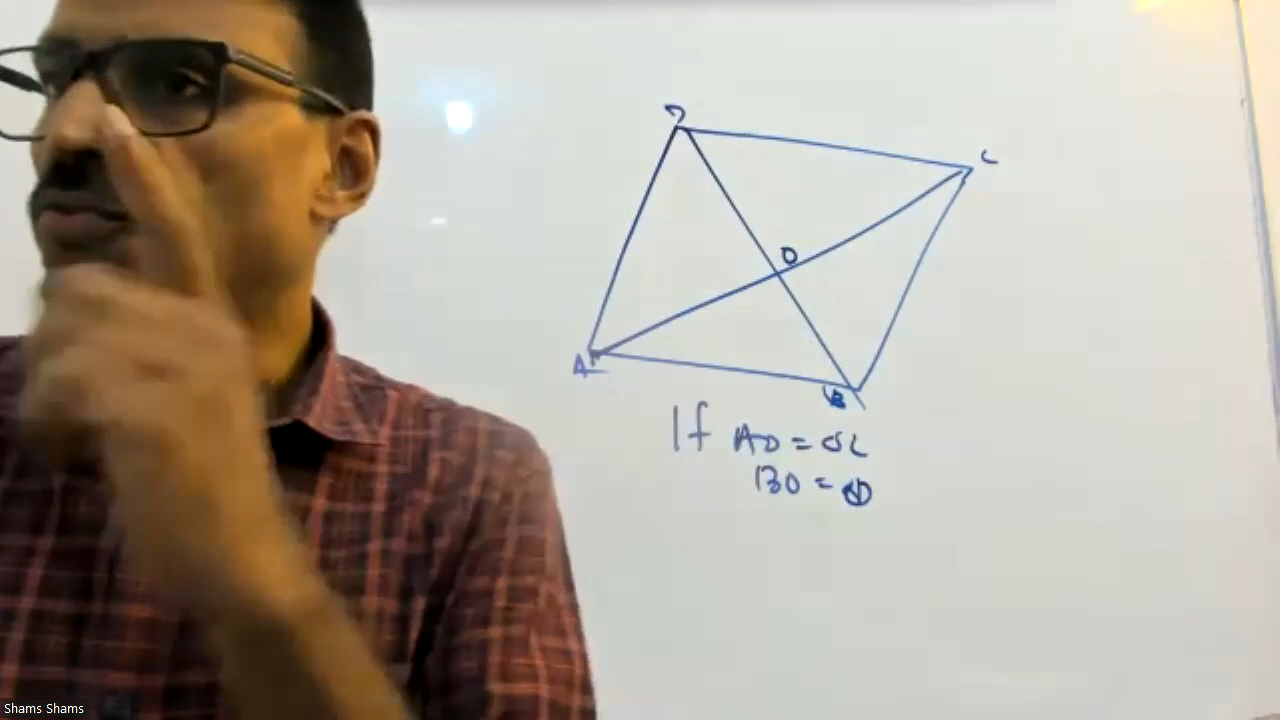 D
C
O
A
B
If AO = OC
BO = OD
Shams Shams